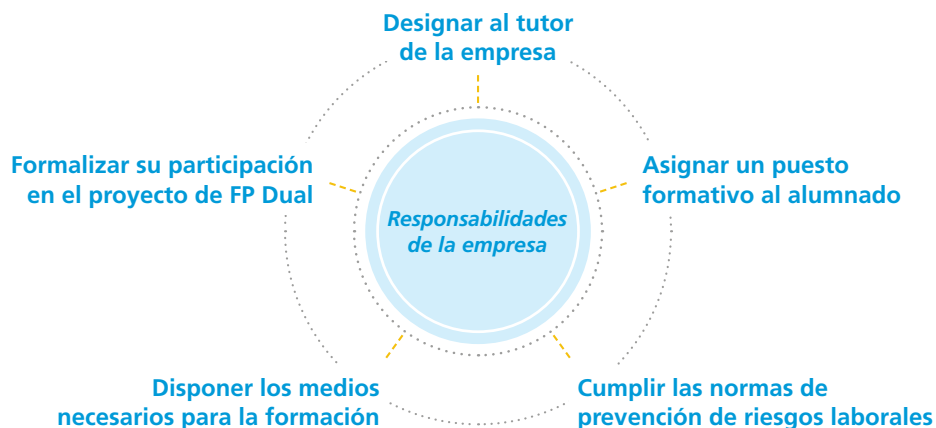 Designar al tutor
de la empresa
Formalizar su participación
en el proyecto de FP Dual
Asignar un puesto
formativo al alumnado
Responsabilidades
de la empresa
Disponer los medios
necesarios para la formación
Cumplir las normas de
prevención de riesgos laborales